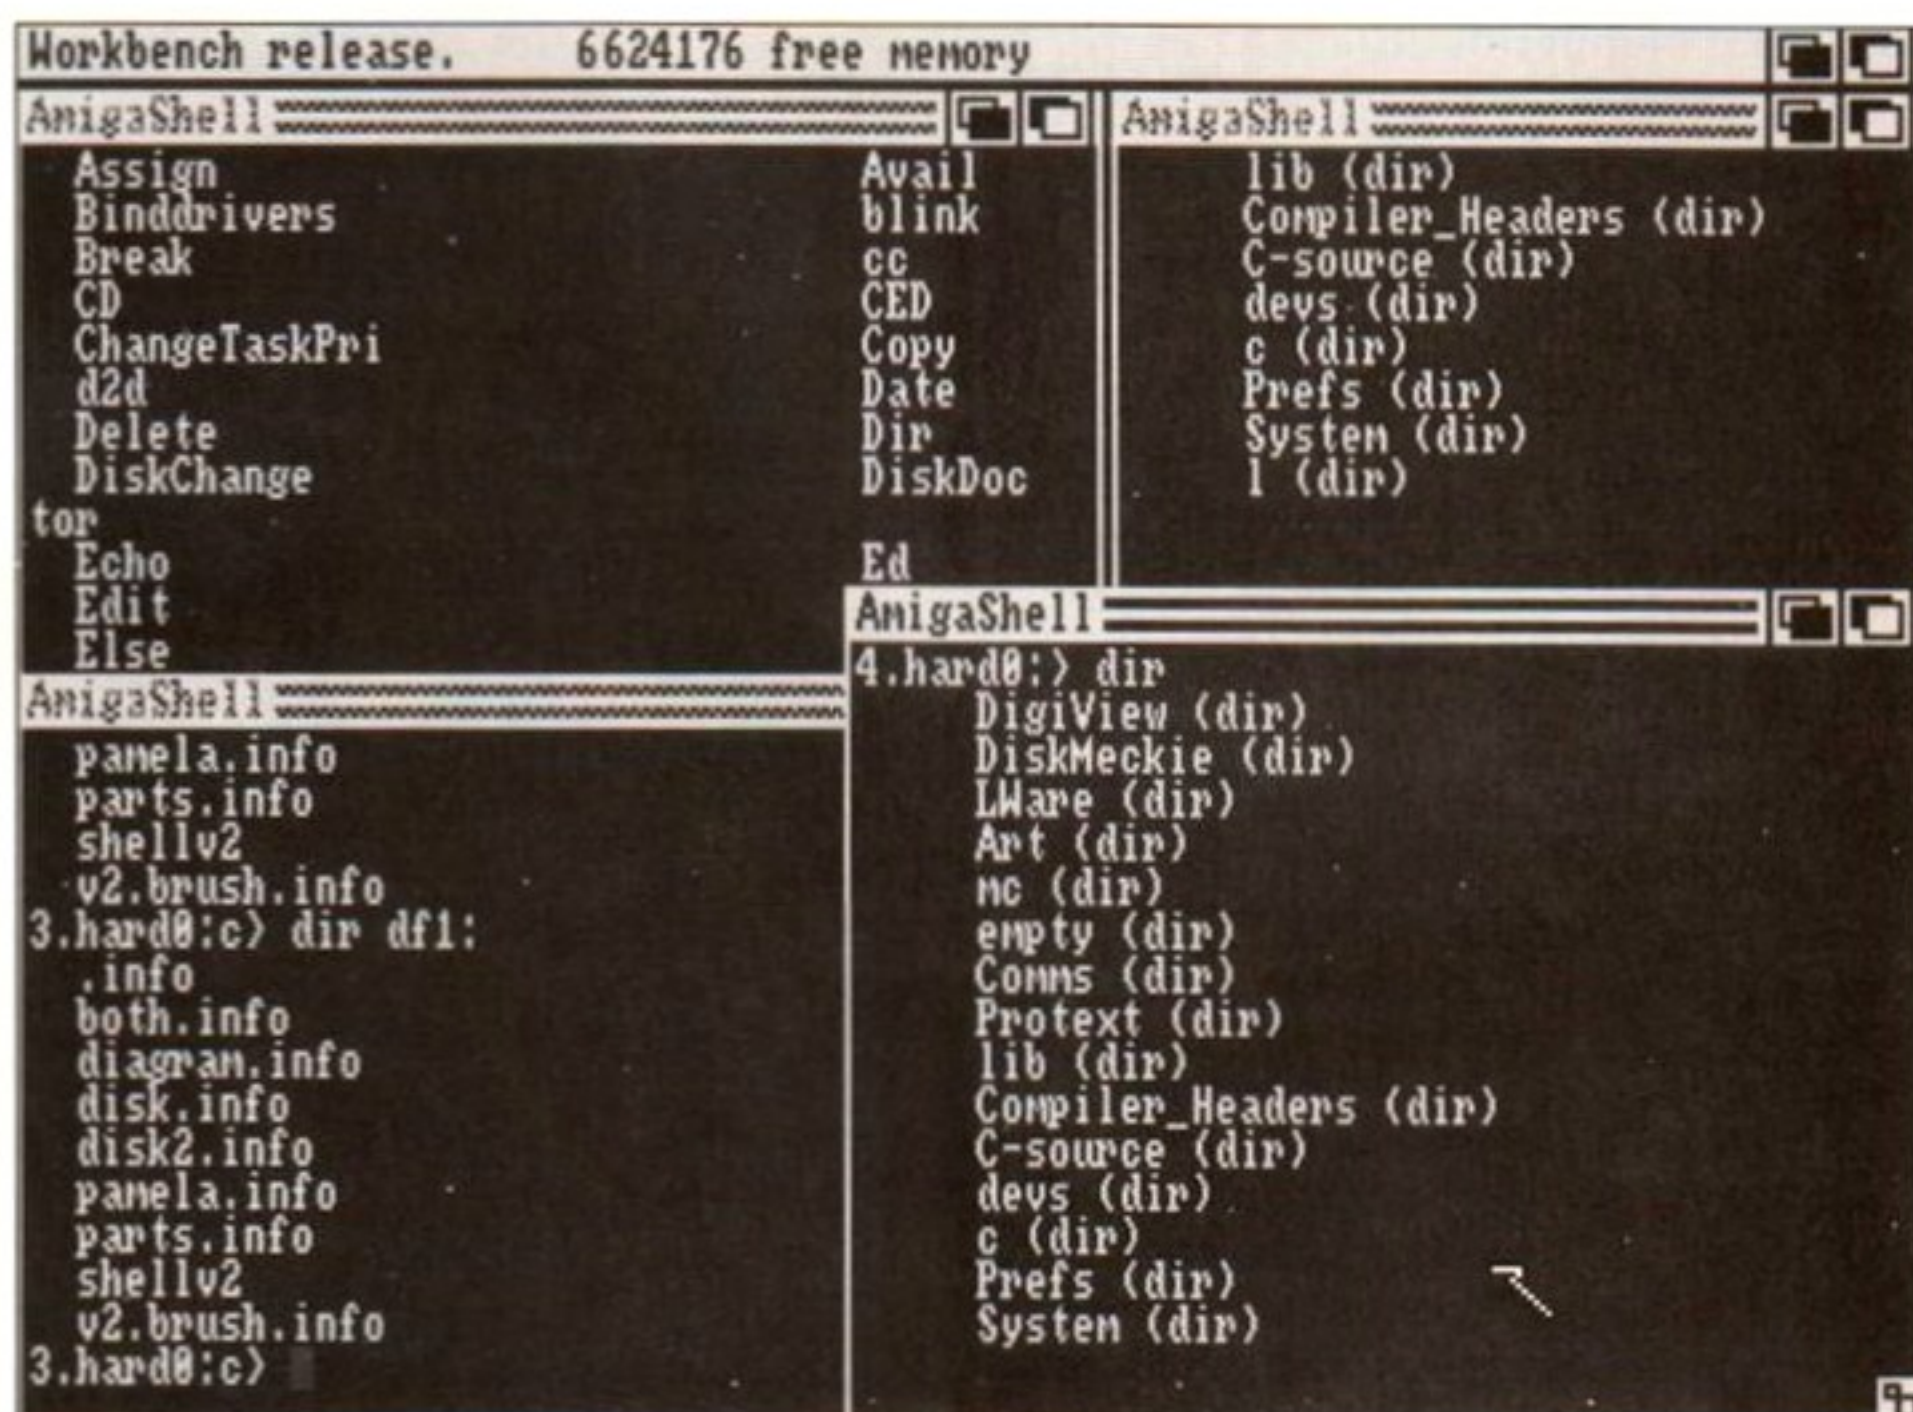 Workbench release. 6624176 free memory
AmigaShell
Assign Avail
Binddrivers blink
Break cc
CD CED
ChangeTaskPri Copy
d2d Date
Delete Dir
DiskChange DiskDoc
tor
Echo Ed
Edit
Else
AmigaShell
lib (dir)
Compiler_Headers (dir)
C-source (dir)
devs (dir)
c (dir)
Prefs (dir)
System (dir)
l (dir)
AmigaShell
pamela.info
parts.info
shellv2
v2.brush.info
3.hard0:c> dir df1:
.info
both.info
diagram.info
disk.info
disk2.info
pamela.info
parts.info
shellv2
v2.brush.info
3.hard0:c>
AmigaShell
4.hard0:> dir
DigiView (dir)
DiskMeckie (dir)
LWare (dir)
Art (dir)
mc (dir)
empty (dir)
Comms (dir)
Protext (dir)
lib (dir)
Compiler_Headers (dir)
C-source (dir)
devs (dir)
c (dir)
Prefs (dir)
System (dir)